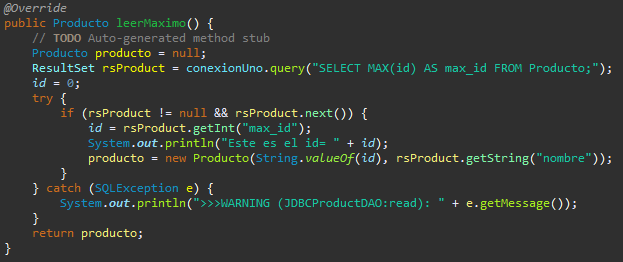 @Override
public Producto leerMaximo() {
    // TODO Auto-generated method stub
    Producto producto = null;
    ResultSet rsProduct = conexionUno.query("SELECT MAX(id) AS max_id FROM Producto;");
    id = 0;
    try {
        if (rsProduct != null && rsProduct.next()) {
            id = rsProduct.getInt("max_id");
            System.out.println("Este es el id= " + id);
            producto = new Producto(String.valueOf(id), rsProduct.getString("nombre"));
        }
    } catch (SQLException e) {
        System.out.println(">>>WARNING (JDBCProductDAO:read): " + e.getMessage());
    }
    return producto;
}